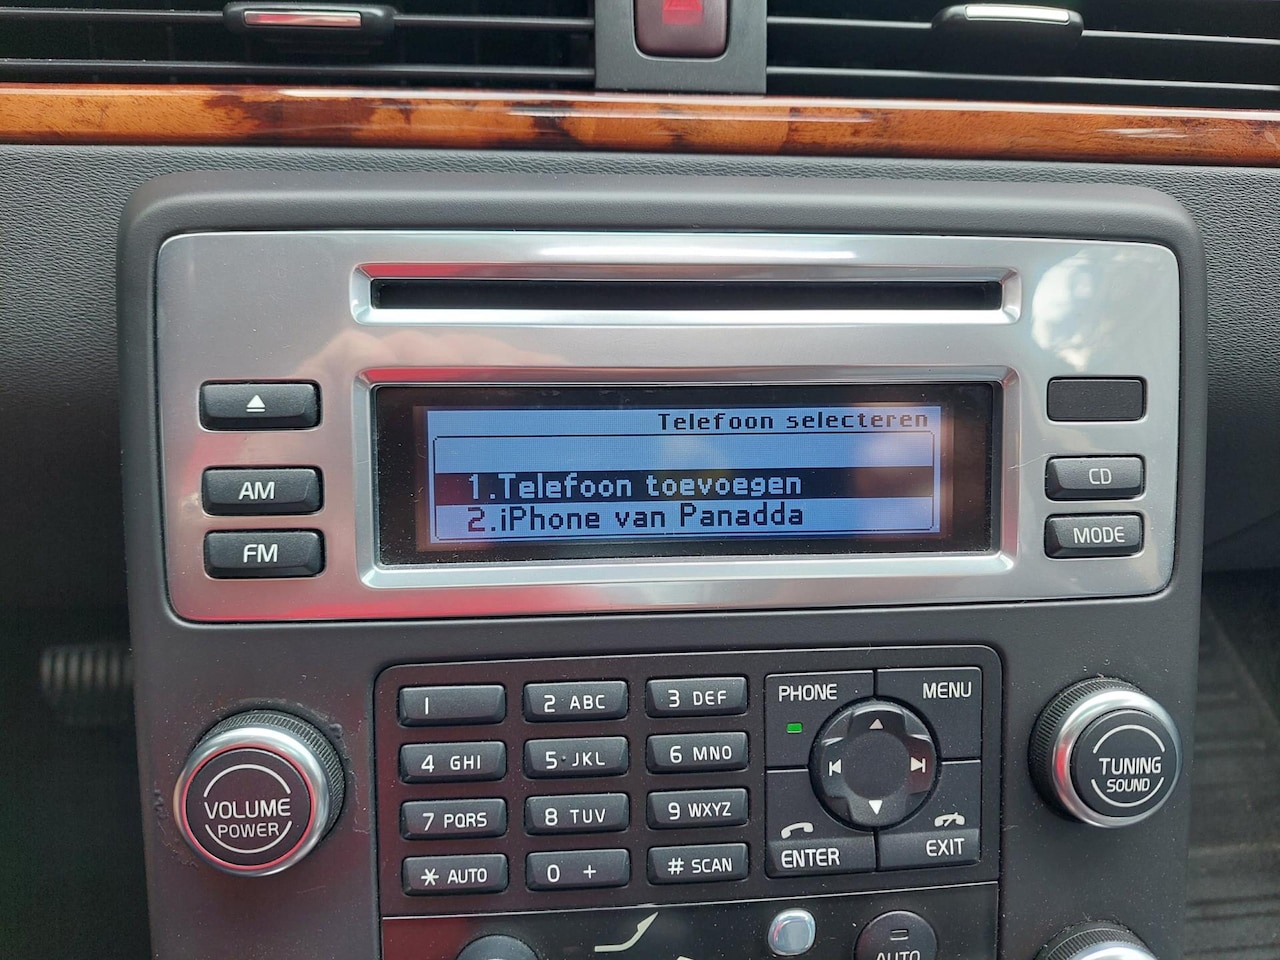 Telefoon selecteren
1.Telefoon toevoegen
2.iPhone van Panadda
AM
FM
CD
MODE
1
2 ABC
3 DEF
4 GHI
5 JKL
6 MNO
7 PQRS
8 TUV
9 WXYZ
* AUTO
0 +
# SCAN
PHONE
MENU
ENTER
EXIT
VOLUME
POWER
TUNING
SOUND
AUTO